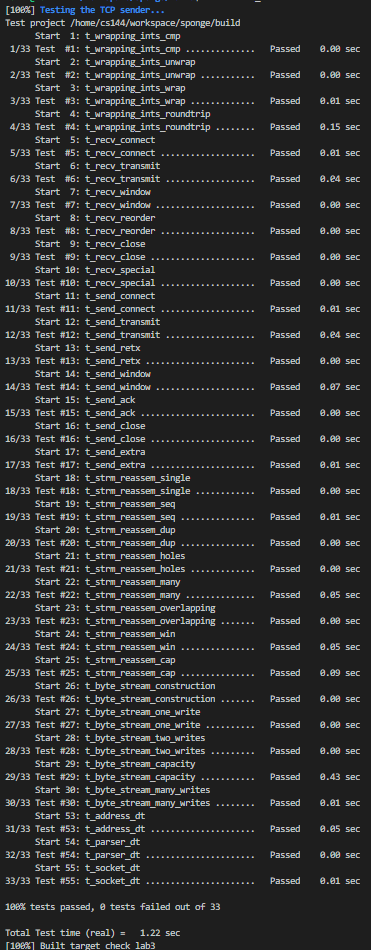 [100%] Testing the TCP sender...
Test project /home/cs144/workspace/sponge/build
Start 1: t_wrapping_ints_cmp
1/33 Test #1: t_wrapping_ints_cmp .............. Passed 0.00 sec
Start 2: t_wrapping_ints_unwrap
2/33 Test #2: t_wrapping_ints_unwrap ........... Passed 0.00 sec
Start 3: t_wrapping_ints_wrap
3/33 Test #3: t_wrapping_ints_wrap ............. Passed 0.01 sec
Start 4: t_wrapping_ints_roundtrip
4/33 Test #4: t_wrapping_ints_roundtrip ........ Passed 0.15 sec
Start 5: t_recv_connect
5/33 Test #5: t_recv_connect ................... Passed 0.01 sec
Start 6: t_recv_transmit
6/33 Test #6: t_recv_transmit .................. Passed 0.04 sec
Start 7: t_recv_window
7/33 Test #7: t_recv_window .................... Passed 0.00 sec
Start 8: t_recv_reorder
8/33 Test #8: t_recv_reorder ................... Passed 0.00 sec
Start 9: t_recv_close
9/33 Test #9: t_recv_close ..................... Passed 0.00 sec
Start 10: t_recv_special
10/33 Test #10: t_recv_special ................... Passed 0.00 sec
Start 11: t_send_connect
11/33 Test #11: t_send_connect ................... Passed 0.01 sec
Start 12: t_send_transmit
12/33 Test #12: t_send_transmit .................. Passed 0.04 sec
Start 13: t_send_retx
13/33 Test #13: t_send_retx ...................... Passed 0.00 sec
Start 14: t_send_window
14/33 Test #14: t_send_window .................... Passed 0.07 sec
Start 15: t_send_ack
15/33 Test #15: t_send_ack ....................... Passed 0.00 sec
Start 16: t_send_close
16/33 Test #16: t_send_close ..................... Passed 0.00 sec
Start 17: t_send_extra
17/33 Test #17: t_send_extra ..................... Passed 0.01 sec
Start 18: t_strm_reassem_single
18/33 Test #18: t_strm_reassem_single ............ Passed 0.00 sec
Start 19: t_strm_reassem_seq
19/33 Test #19: t_strm_reassem_seq ............... Passed 0.01 sec
Start 20: t_strm_reassem_dup
20/33 Test #20: t_strm_reassem_dup ............... Passed 0.00 sec
Start 21: t_strm_reassem_holes
21/33 Test #21: t_strm_reassem_holes ............. Passed 0.00 sec
Start 22: t_strm_reassem_many
22/33 Test #22: t_strm_reassem_many .............. Passed 0.05 sec
Start 23: t_strm_reassem_overlapping
23/33 Test #23: t_strm_reassem_overlapping ....... Passed 0.00 sec
Start 24: t_strm_reassem_win
24/33 Test #24: t_strm_reassem_win ............... Passed 0.05 sec
Start 25: t_strm_reassem_cap
25/33 Test #25: t_strm_reassem_cap ............... Passed 0.09 sec
Start 26: t_byte_stream_construction
26/33 Test #26: t_byte_stream_construction ....... Passed 0.00 sec
Start 27: t_byte_stream_one_write
27/33 Test #27: t_byte_stream_one_write .......... Passed 0.00 sec
Start 28: t_byte_stream_two_writes
28/33 Test #28: t_byte_stream_two_writes ......... Passed 0.00 sec
Start 29: t_byte_stream_capacity
29/33 Test #29: t_byte_stream_capacity ........... Passed 0.43 sec
Start 30: t_byte_stream_many_writes
30/33 Test #30: t_byte_stream_many_writes ........ Passed 0.01 sec
Start 53: t_address_dt
31/33 Test #53: t_address_dt ..................... Passed 0.05 sec
Start 54: t_parser_dt
32/33 Test #54: t_parser_dt ...................... Passed 0.00 sec
Start 55: t_socket_dt
33/33 Test #55: t_socket_dt ...................... Passed 0.01 sec
100% tests passed, 0 tests failed out of 33
Total Test time (real) = 1.22 sec
[100%] Built target check_lab3